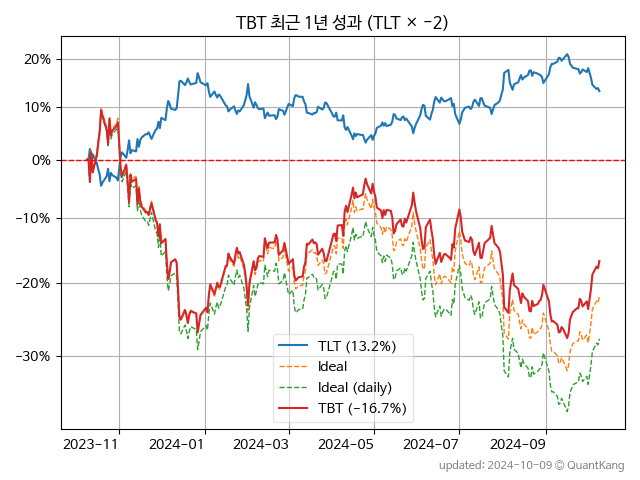 TBT 최근 1년 성과 (TLT × −2)
20%
10%
0%
−10%
−20%
−30%
TLT (13.2%)
Ideal
Ideal (daily)
TBT (−16.7%)
2023-11
2024-01
2024-03
2024-05
2024-07
2024-09
updated: 2024-10-09 @ QuantKang